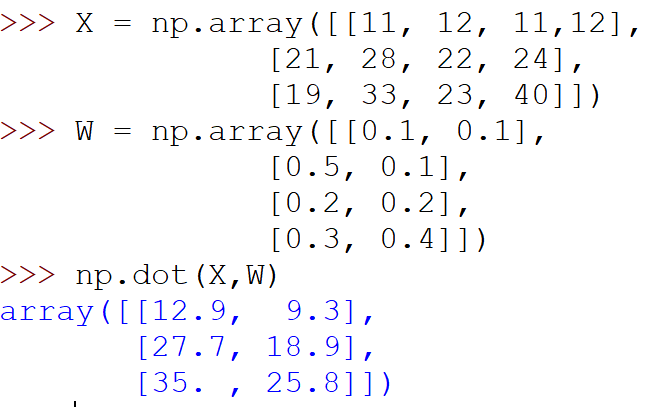 >>> X = np.array([[11, 12, 11,12],
              [21, 28, 22, 24],
              [19, 33, 23, 40]])
>>> W = np.array([[0.1, 0.1],
              [0.5, 0.1],
              [0.2, 0.2],
              [0.3, 0.4]])
>>> np.dot(X,W)
array([[12.9,  9.3],
       [27.7, 18.9],
       [35. , 25.8]])